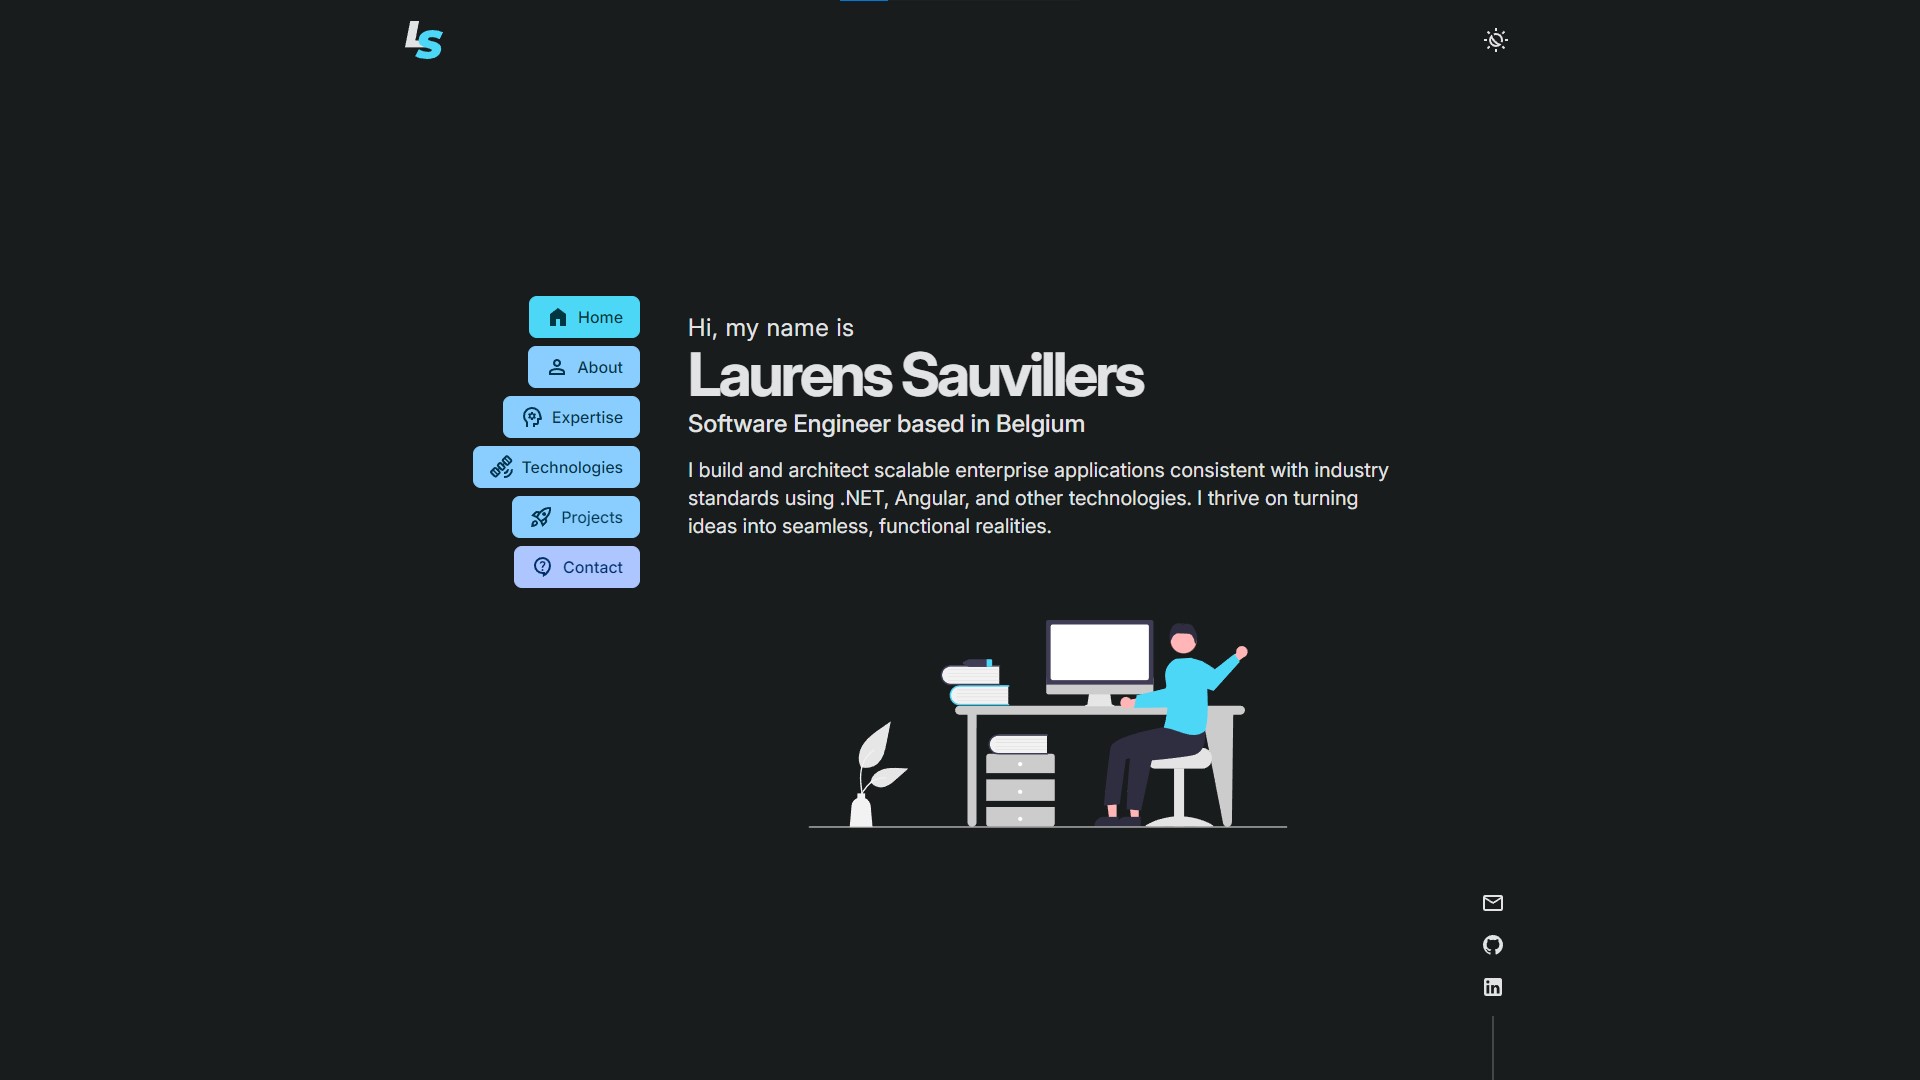 LS
Home
About
Expertise
Technologies
Projects
Contact
Hi, my name is
Laurens Sauvillers
Software Engineer based in Belgium
I build and architect scalable enterprise applications consistent with industry
standards using .NET, Angular, and other technologies. I thrive on turning
ideas into seamless, functional realities.
in